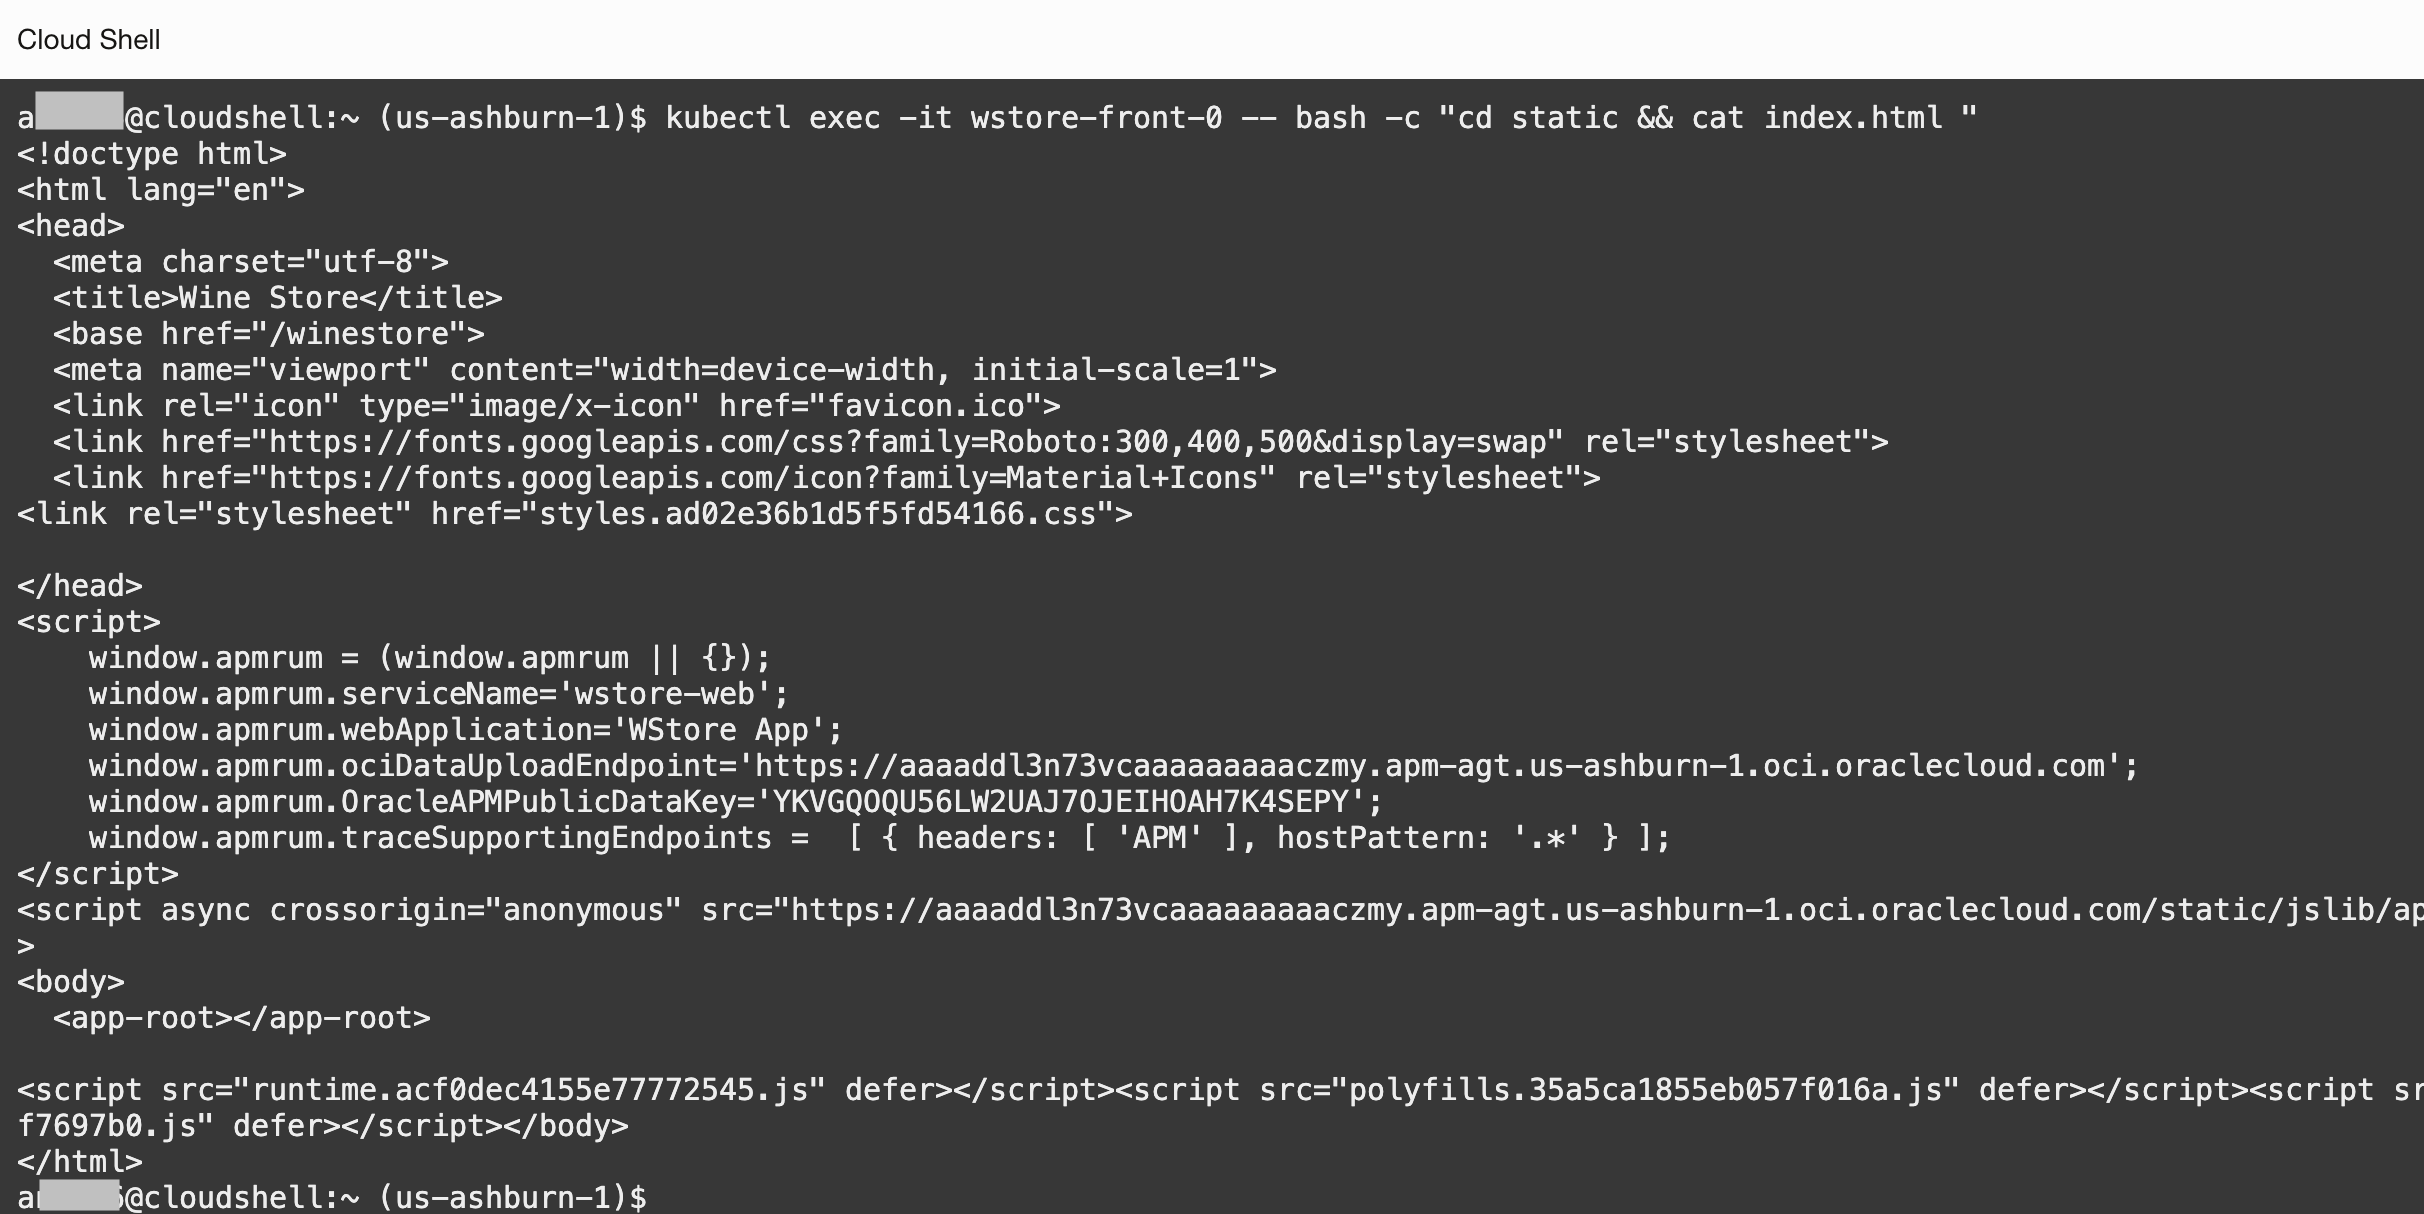 Cloud Shell
a@cloudshell:~ (us-ashburn-1)$ kubectl exec -it wstore-front-0 -- bash -c "cd static && cat index.html "
<!doctype html>
<html lang="en">
<head>
  <meta charset="utf-8">
  <title>Wine Store</title>
  <base href="/winestore">
  <meta name="viewport" content="width=device-width, initial-scale=1">
  <link rel="icon" type="image/x-icon" href="favicon.ico">
  <link href="https://fonts.googleapis.com/css?family=Roboto:300,400,500&display=swap" rel="stylesheet">
  <link href="https://fonts.googleapis.com/icon?family=Material+Icons" rel="stylesheet">
<link rel="stylesheet" href="styles.ad02e36b1d5f5fd54166.css">
</head>
<script>
    window.apmrum = (window.apmrum || {});
    window.apmrum.serviceName='wstore-web';
    window.apmrum.webApplication='WStore App';
    window.apmrum.ociDataUploadEndpoint='https://aaaaddl3n73vcaaaaaaaaaczmy.apm-agt.us-ashburn-1.oci.oraclecloud.com';
    window.apmrum.OracleAPMPublicDataKey='YKVGQOQU56LW2UAJ7OJEIHOAH7K4SEPY';
    window.apmrum.traceSupportingEndpoints =  [ { headers: [ 'APM' ], hostPattern: '.*' } ];
</script>
<script async crossorigin="anonymous" src="https://aaaaddl3n73vcaaaaaaaaaczmy.apm-agt.us-ashburn-1.oci.oraclecloud.com/static/jslib/ap
>
<body>
  <app-root></app-root>
<script src="runtime.acf0dec4155e77772545.js" defer></script><script src="polyfills.35a5ca1855eb057f016a.js" defer></script><script sr
f7697b0.js" defer></script></body>
</html>
a@cloudshell:~ (us-ashburn-1)$